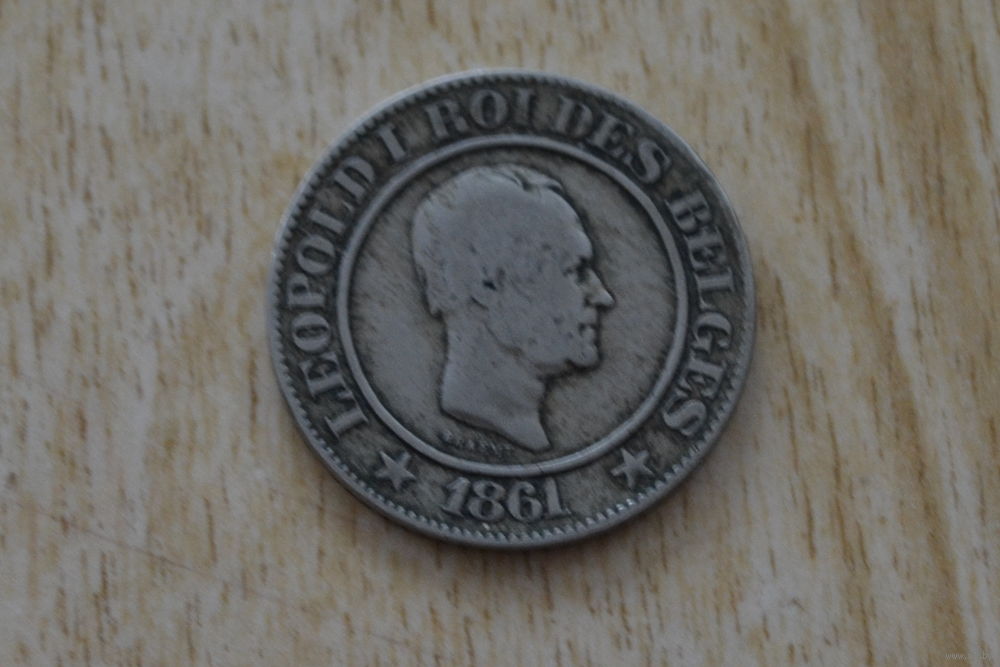 LEOPOLD I ROI DES BELGES
1861